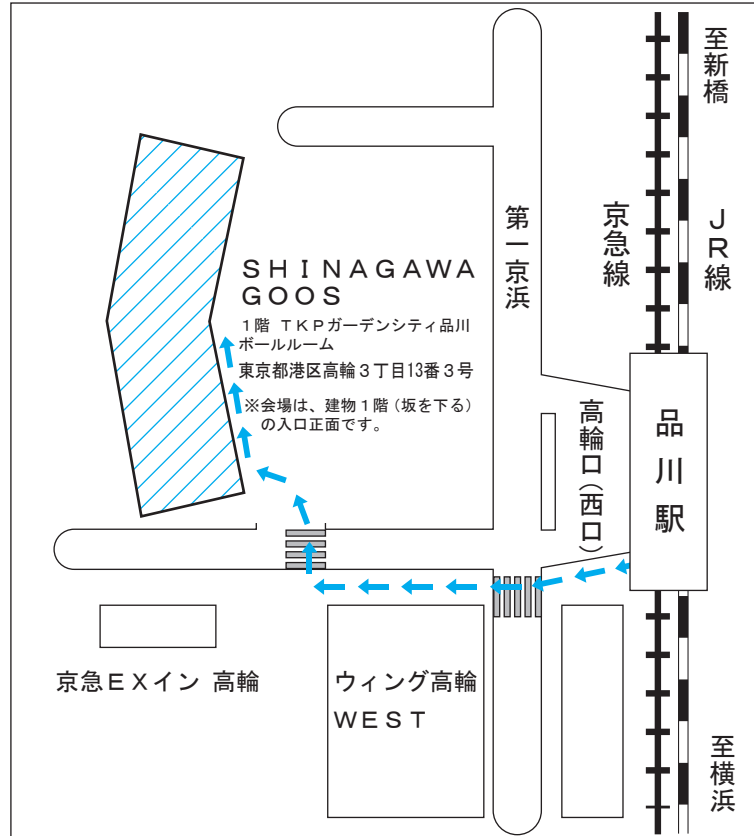 至新橋
ＪＲ線
京急線
第一京浜
ＳＨＩＮＡＧＡＷＡ
ＧＯＯＳ
１階 ＴＫＰガーデンシティ品川
ボールルーム
東京都港区高輪３丁目13番３号
※会場は、建物１階（坂を下る）
の入口正面です。
高輪口（西口）
品川駅
京急ＥＸイン 高輪
ウィング高輪
ＷＥＳＴ
至横浜